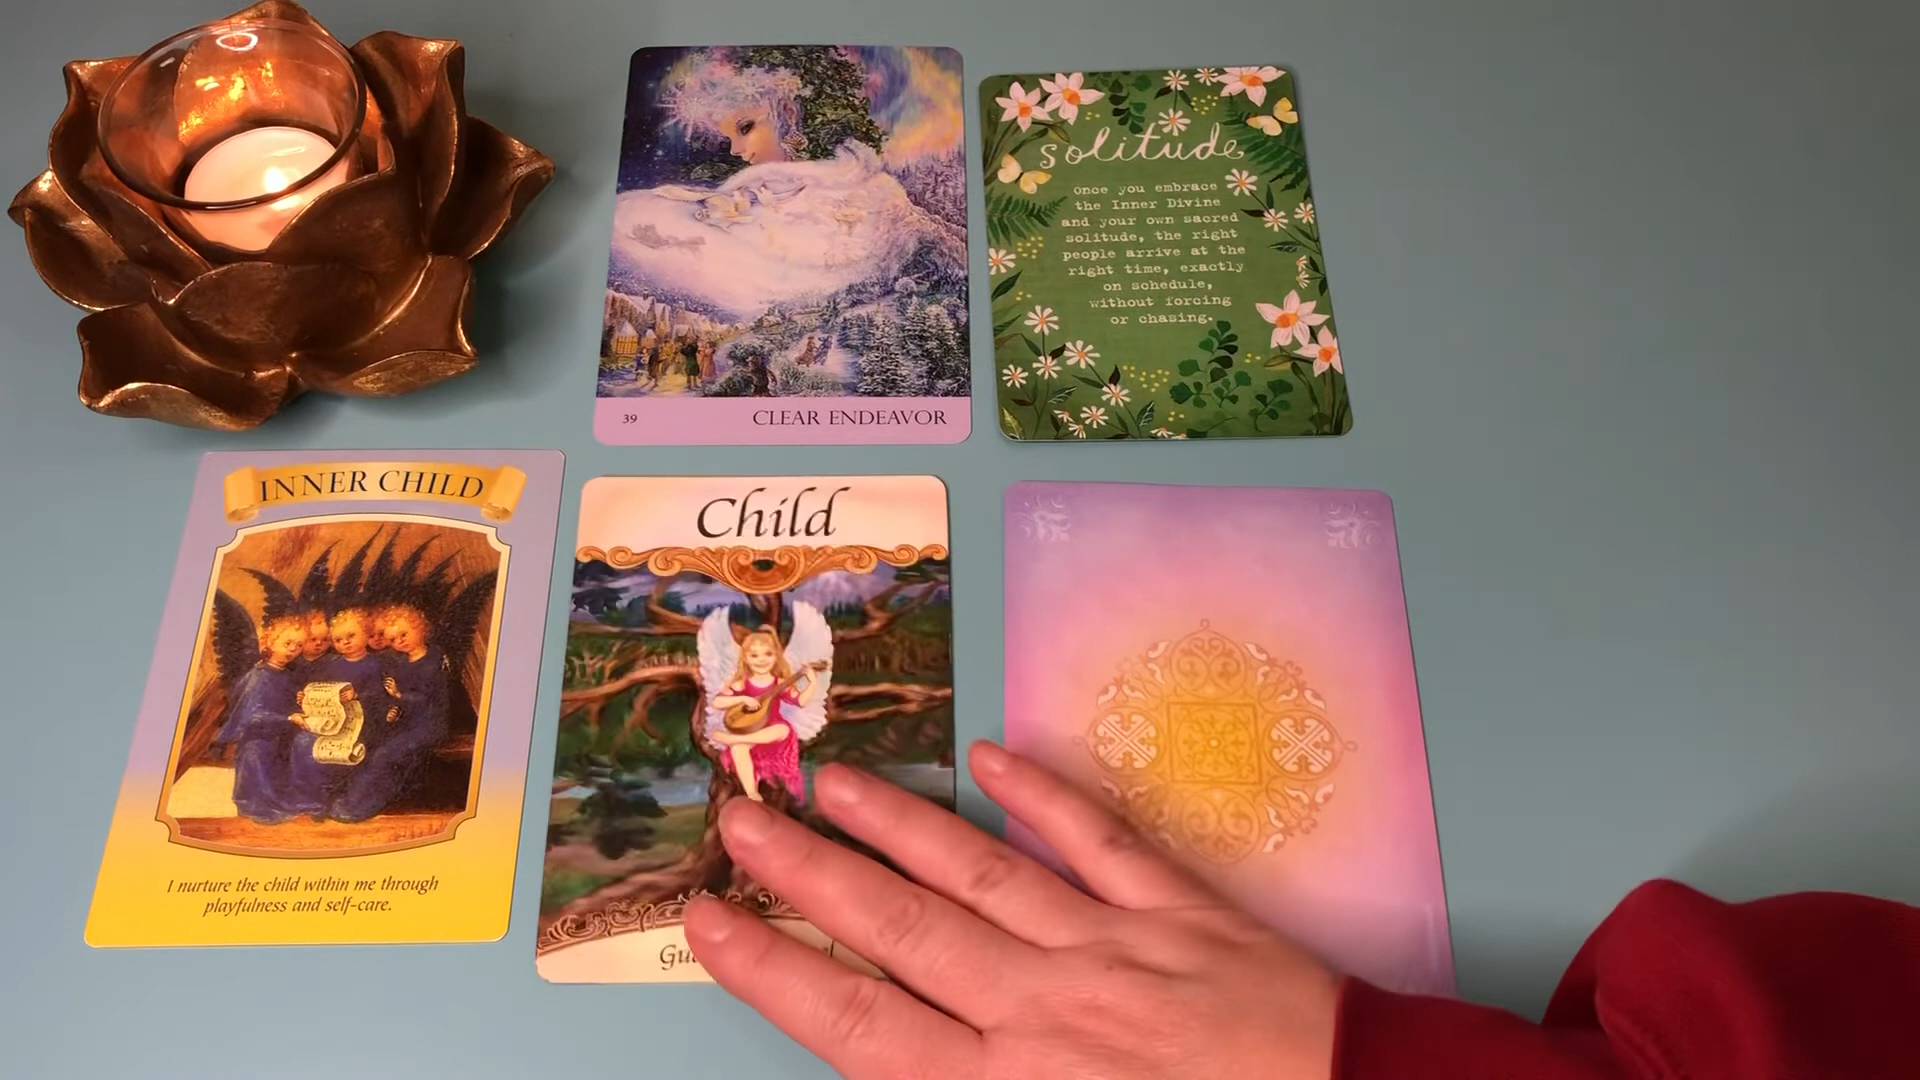 39 CLEAR ENDEAVOR
solitude
Once you embrace
the Inner Divine
and your own sacred
solitude, the right
people arrive at the
right time, exactly
on schedule,
without forcing
or chasing.
INNER CHILD
I nurture the child within me through
playfulness and self-care.
Child